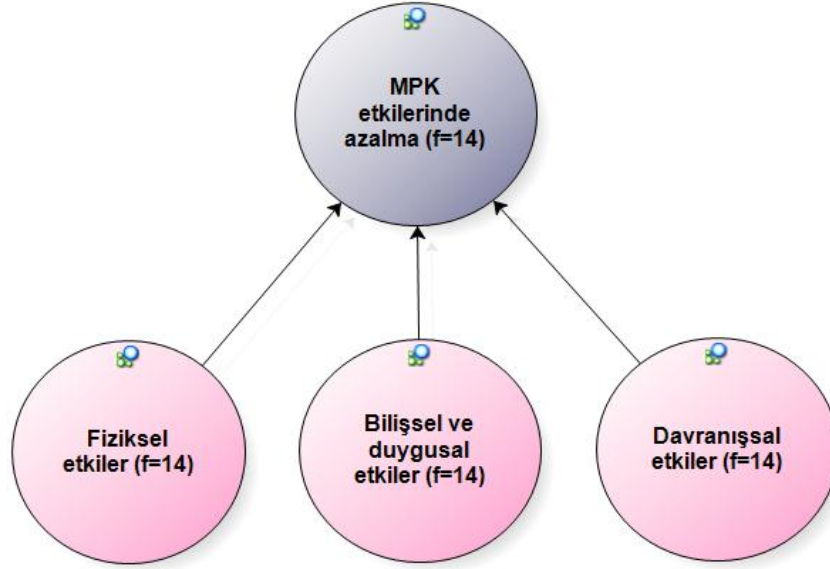 MPK
etkilerinde
azalma (f=14)
Fiziksel
etkiler (f=14)
Bilişsel ve
duygusal
etkiler (f=14)
Davranışsal
etkiler (f=14)